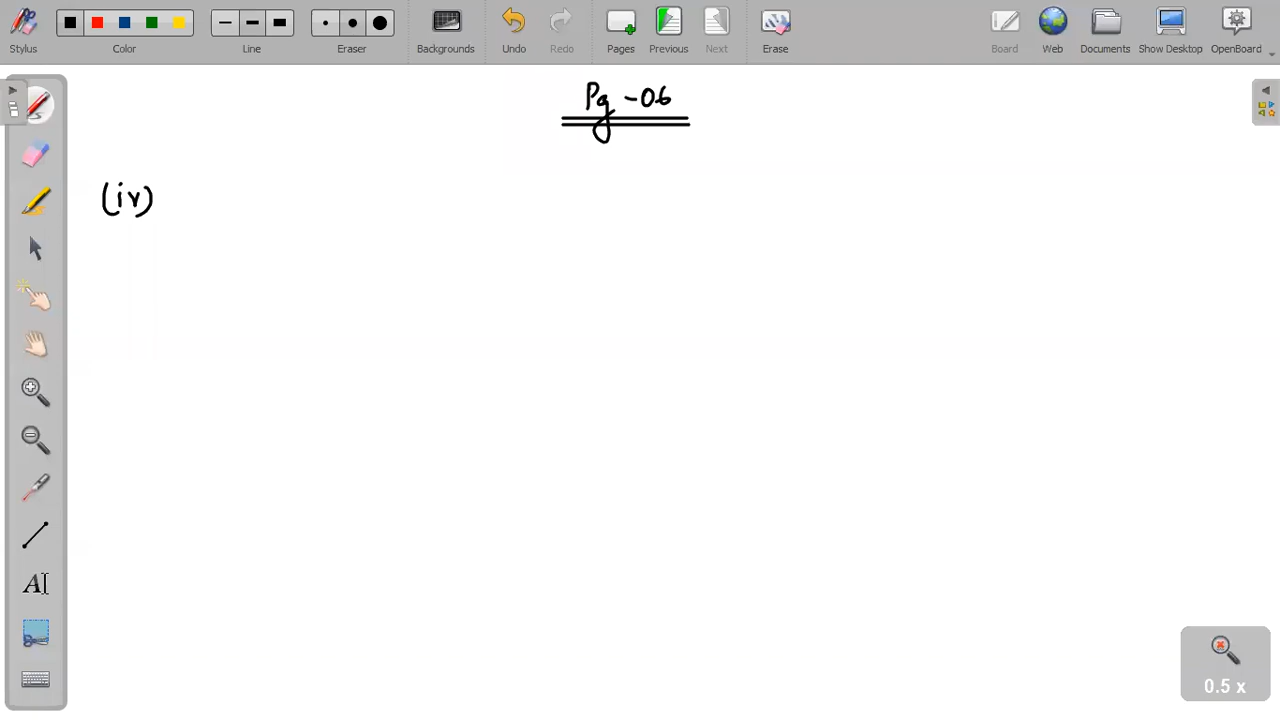 Stylus Color Line Eraser Backgrounds Undo Redo Pages Previous Next Erase Board Web Documents Show Desktop OpenBoard
Pg - 06
(iv)
A
0.5 x